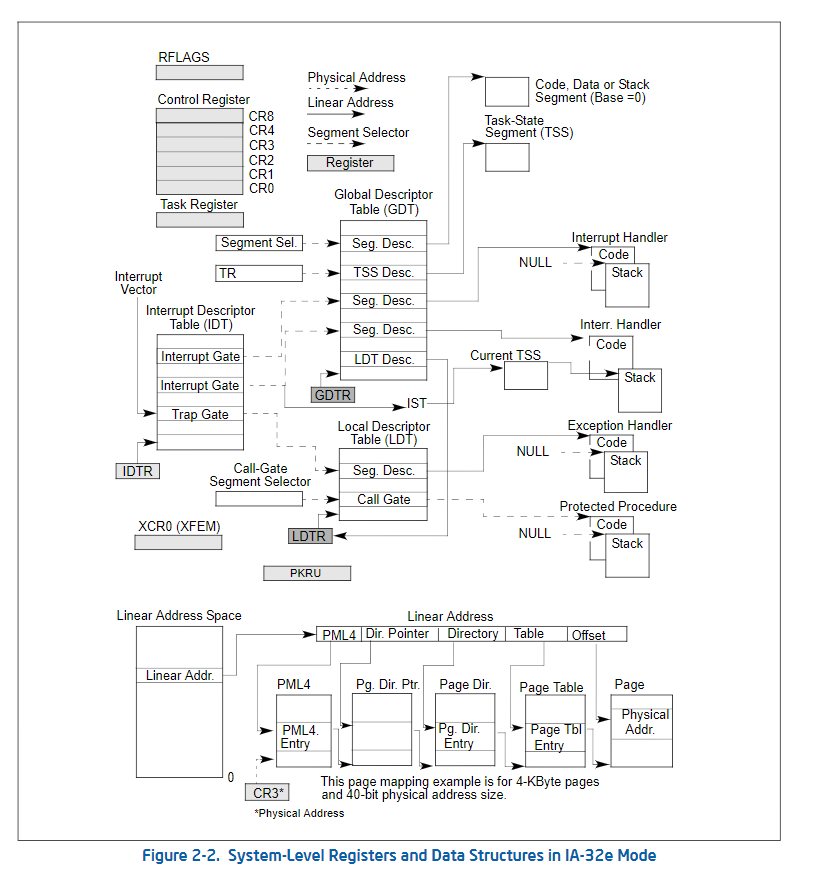 RFLAGS
Physical Address
Code, Data or Stack
Segment (Base =0)
Control Register
Linear Address
CR8
CR4
CR3
CR2
CR1
CR0
Task-State
Segment (TSS)
Segment Selector
Register
Global Descriptor
Table (GDT)
Task Register
Segment Sel.
Seg. Desc.
Interrupt Handler
Code
NULL
Stack
TR
TSS Desc.
Interrupt
Vector
Seg. Desc.
Interrupt Descriptor
Table (IDT)
Seg. Desc.
Interr. Handler
Code
Interrupt Gate
LDT Desc.
Current TSS
Stack
Interrupt Gate
GDTR
IST
Trap Gate
Local Descriptor
Table (LDT)
Exception Handler
Code
NULL
Stack
IDTR
Call-Gate
Segment Selector
Seg. Desc.
Call Gate
Protected Procedure
Code
NULL
Stack
XCR0 (XFEM)
LDTR
PKRU
Linear Address Space
Linear Address
PML4
Dir. Pointer
Directory
Table
Offset
Linear Addr.
PML4
Pg. Dir. Ptr.
Page Dir.
Page Table
Page
PML4.
Entry
Pg. Dir.
Entry
Page Tbl
Entry
Physical
Addr.
0
CR3*
This page mapping example is for 4-KByte pages
and 40-bit physical address size.
*Physical Address
Figure 2-2. System-Level Registers and Data Structures in IA-32e Mode